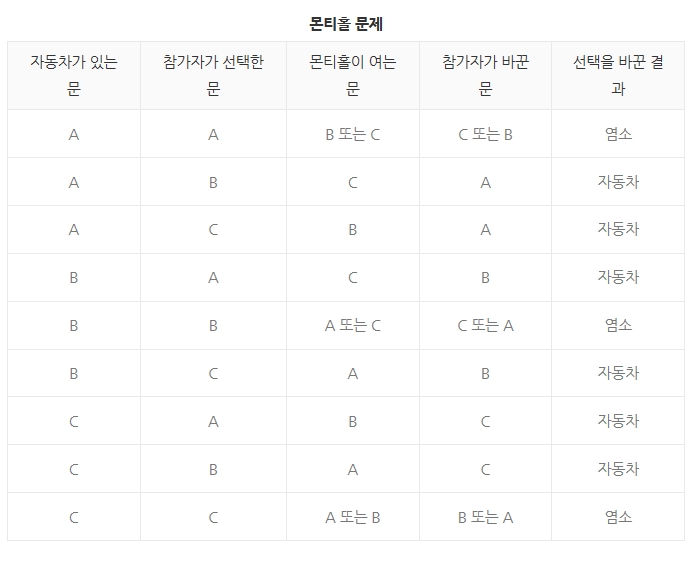 몬티홀 문제
자동차가 있는 문 참가자가 선택한 문 몬티홀이 여는 문 참가자가 바꾼 문 선택을 바꾼 결과
A A B 또는 C C 또는 B 염소
A B C A 자동차
A C B A 자동차
B A C B 자동차
B B A 또는 C C 또는 A 염소
B C A B 자동차
C A B C 자동차
C B A C 자동차
C C A 또는 B B 또는 A 염소